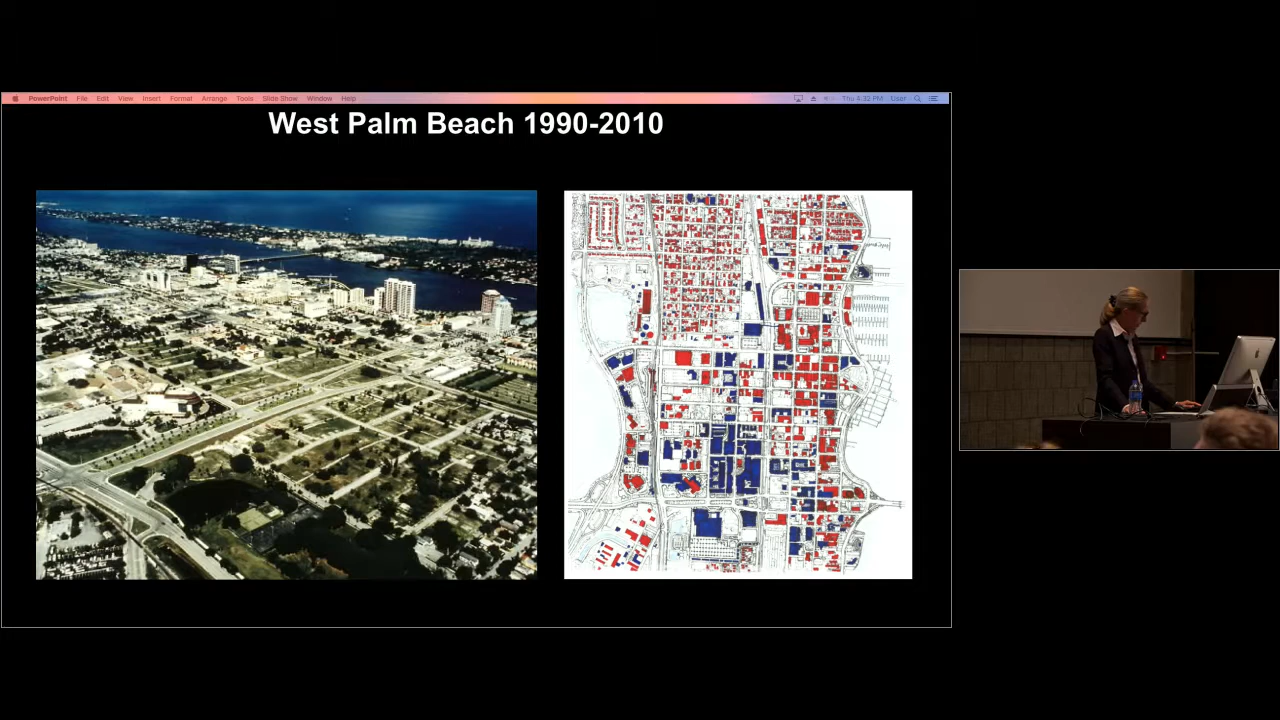 PowerPoint File Edit View Insert Format Arrange Tools Slide Show Window Help Thu 4:32 PM User
West Palm Beach 1990-2010